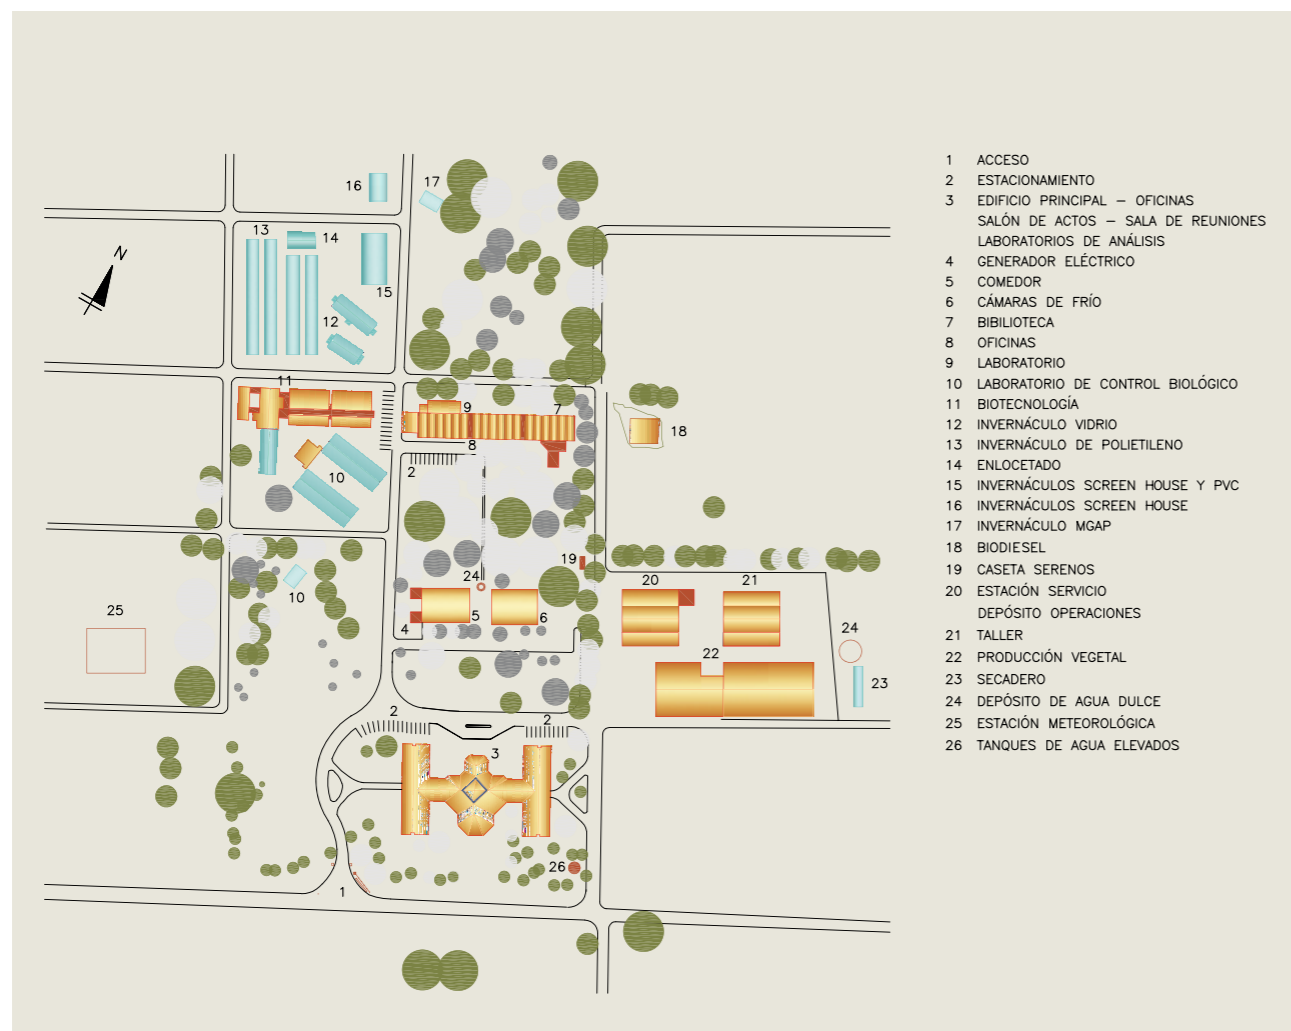 N
16
17
13
14
15
12
11
9
7
8
18
2
10
19
24
20
21
10
25
5
6
4
24
22
23
2
2
3
26
1
1 ACCESO
2 ESTACIONAMIENTO
3 EDIFICIO PRINCIPAL – OFICINAS
SALÓN DE ACTOS – SALA DE REUNIONES
LABORATORIOS DE ANÁLISIS
4 GENERADOR ELÉCTRICO
5 COMEDOR
6 CÁMARAS DE FRÍO
7 BIBILIOTECA
8 OFICINAS
9 LABORATORIO
10 LABORATORIO DE CONTROL BIOLÓGICO
11 BIOTECNOLOGÍA
12 INVERNÁCULO VIDRIO
13 INVERNÁCULO DE POLIETILENO
14 ENLOCETADO
15 INVERNÁCULOS SCREEN HOUSE Y PVC
16 INVERNÁCULOS SCREEN HOUSE
17 INVERNÁCULO MGAP
18 BIODIESEL
19 CASETA SERENOS
20 ESTACIÓN SERVICIO
DEPÓSITO OPERACIONES
21 TALLER
22 PRODUCCIÓN VEGETAL
23 SECADERO
24 DEPÓSITO DE AGUA DULCE
25 ESTACIÓN METEOROLÓGICA
26 TANQUES DE AGUA ELEVADOS